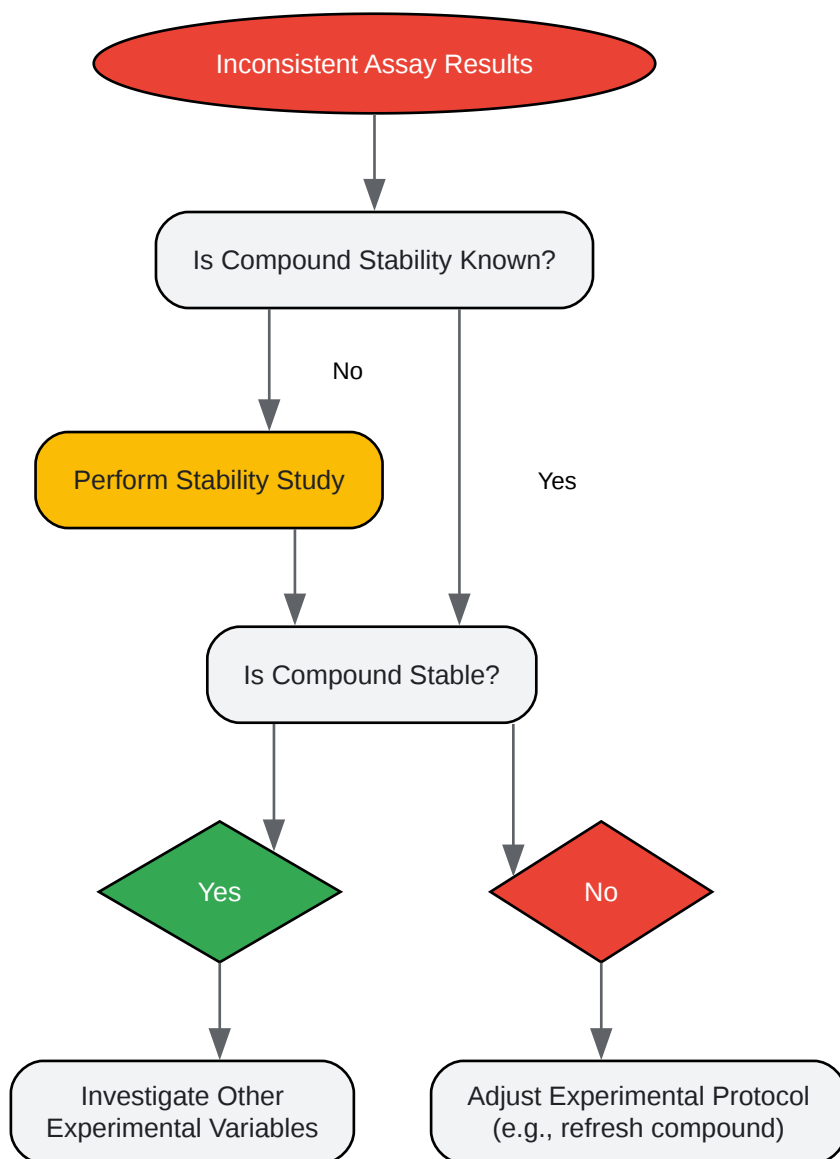 Inconsistent Assay Results
Is Compound Stability Known?
No
Perform Stability Study
Yes
Is Compound Stable?
Yes
No
Investigate Other
Experimental Variables
Adjust Experimental Protocol
(e.g., refresh compound)